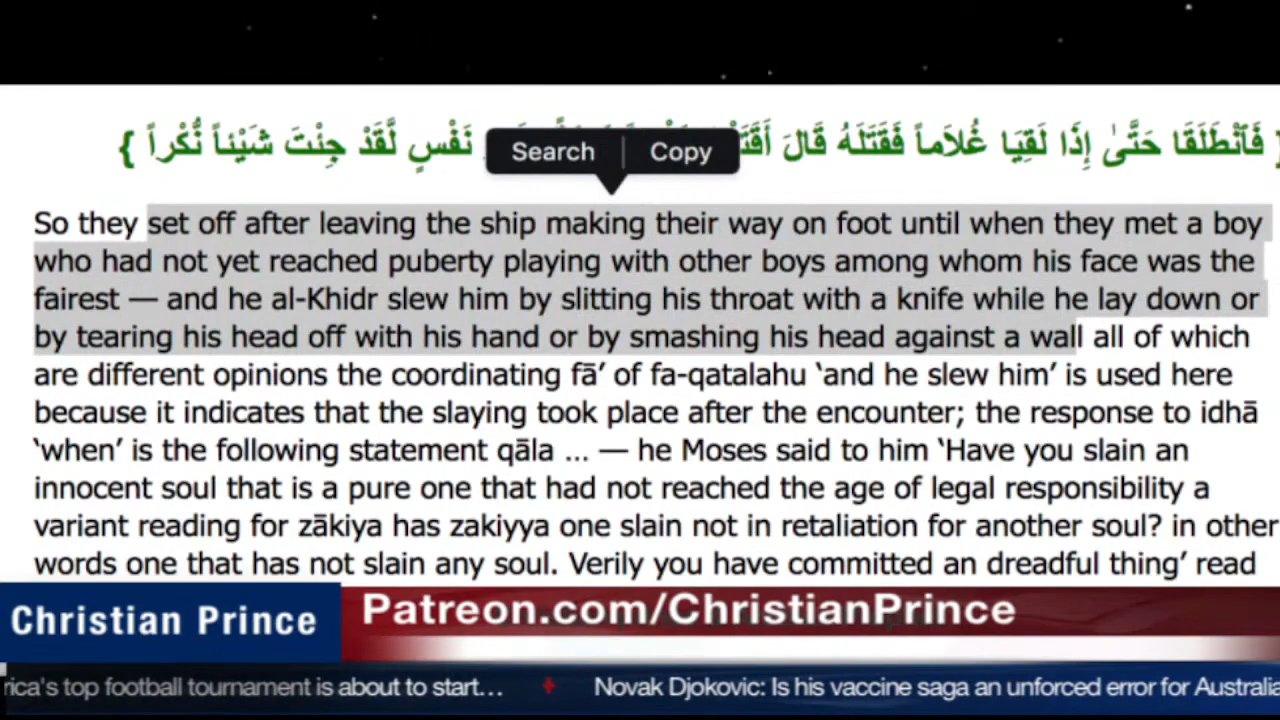 فَٱنْطَلَقَا حَتَّىٰ إِذَا لَقِيَا غُلاَماً فَقَتَلَهُ قَالَ نَفْسٍ لَّقَدْ جِئْتَ شَيْئاً نُّكْراً }
Search Copy
So they set off after leaving the ship making their way on foot until when they met a boy
who had not yet reached puberty playing with other boys among whom his face was the
fairest — and he al-Khidr slew him by slitting his throat with a knife while he lay down or
by tearing his head off with his hand or by smashing his head against a wall all of which
are different opinions the coordinating fā’ of fa-qatalahu ‘and he slew him’ is used here
because it indicates that the slaying took place after the encounter; the response to idhā
‘when’ is the following statement qāla ... — he Moses said to him ‘Have you slain an
innocent soul that is a pure one that had not reached the age of legal responsibility a
variant reading for zākiya has zakiyya one slain not in retaliation for another soul? in other
words one that has not slain any soul. Verily you have committed an dreadful thing’ read
Christian Prince
Patreon.com/ChristianPrince
rica's top football tournament is about to start... Novak Djokovic: Is his vaccine saga an unforced error for Australia